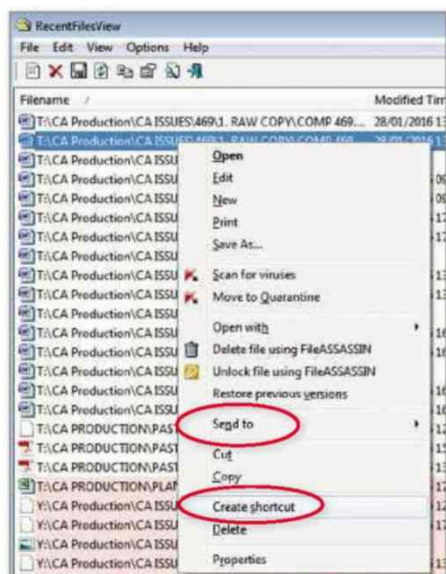 RecentFilesView
File Edit View Options Help
Filename / Modified Tim
T:\CA Production\CA ISSUES\469\1. RAW COPY\COMP 469... 28/01/2016 13
T:\CA Production\CA ISSUES\469\1. RAW COPY\COMP 469... 28/01/2016 13
T:\CA Production\CA ISSU
T:\CA Production\CA ISSU
T:\CA Production\CA ISSU
T:\CA Production\CA ISSU
T:\CA Production\CA ISSU
T:\CA Production\CA ISSU
T:\CA Production\CA ISSU
T:\CA Production\CA ISSU
T:\CA Production\CA ISSU
T:\CA Production\CA ISSU
T:\CA Production\CA ISSU
T:\CA Production\CA ISSU
T:\CA Production\CA ISSU
T:\CA Production\CA ISSU
T:\CA PRODUCTION\PAST
T:\CA PRODUCTION\PAST
T:\CA PRODUCTION\PAST
T:\CA PRODUCTION\PLAN
Y:\CA Production\CA ISSU
Y:\CA Production\CA ISSU
Y:\CA Production\CA ISSU
Y:\CA Production\CA ISSU
Open
Edit
New
Print
Save As...
Scan for viruses
Move to Quarantine
Open with
Delete file using FileASSASSIN
Unlock file using FileASSASSIN
Restore previous versions
Send to
Cut
Copy
Create shortcut
Delete
Properties